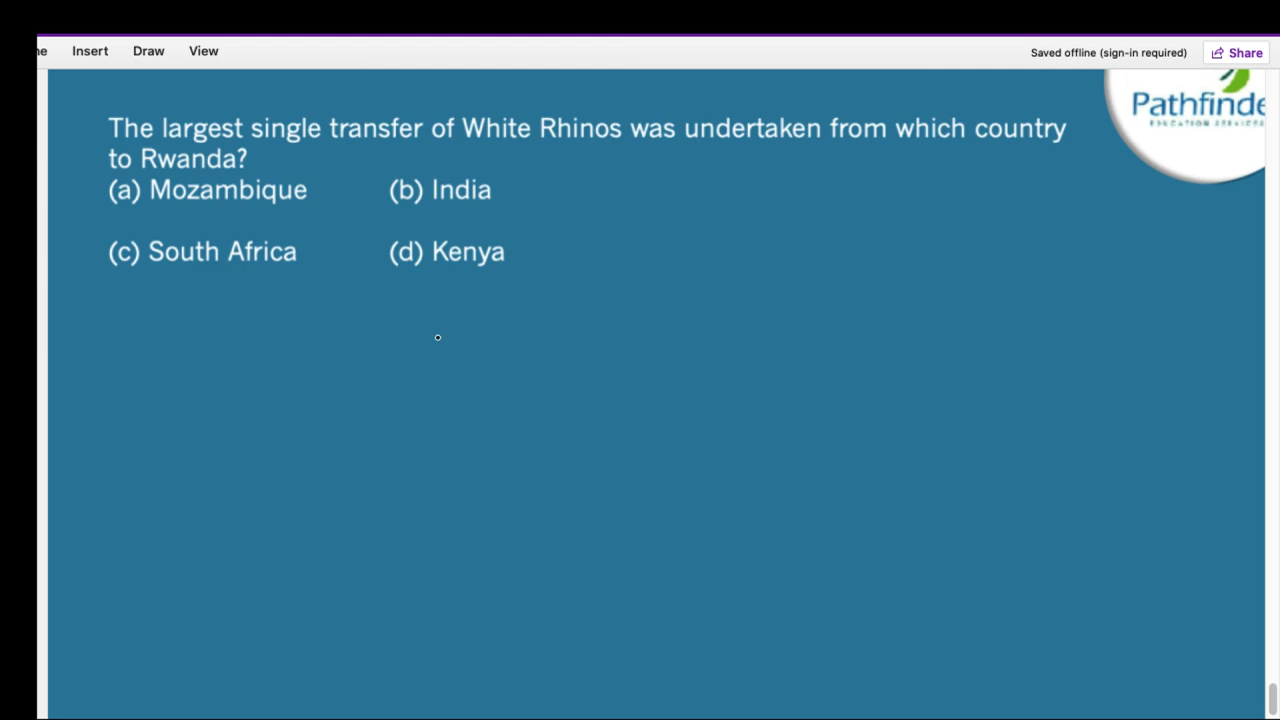 Insert Draw View Saved offline (sign-in required) Share
Pathfinde
The largest single transfer of White Rhinos was undertaken from which country
to Rwanda?
(a) Mozambique (b) India
(c) South Africa (d) Kenya